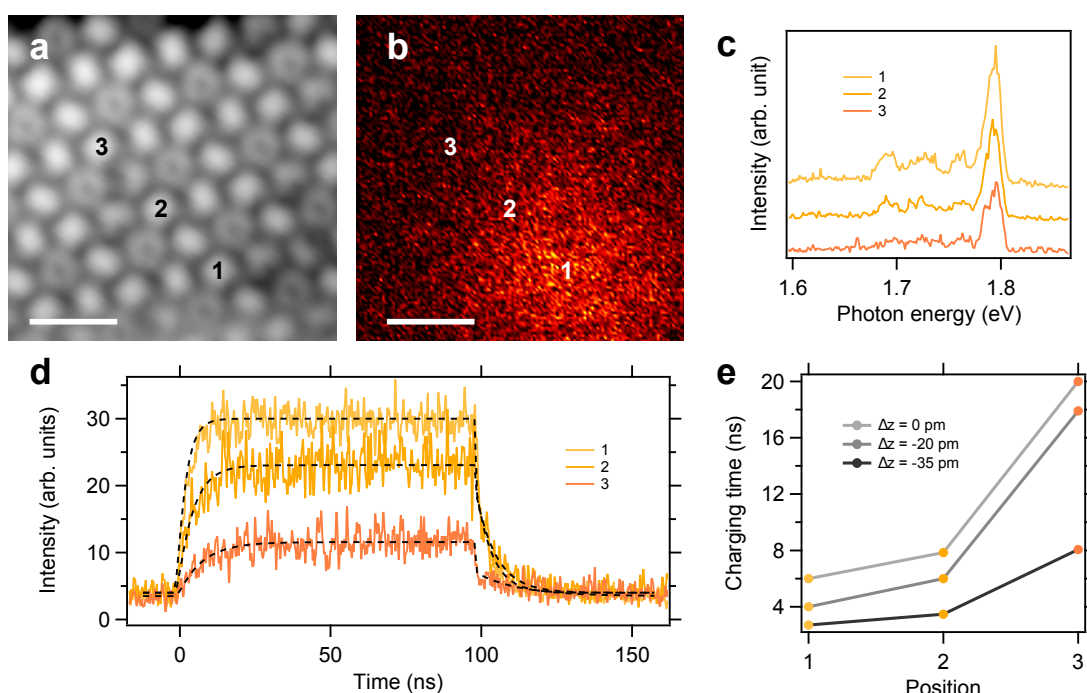 a
3
2
1
b
3
2
1
c
Intensity (arb. unit)
1
2
3
1.6
1.7
1.8
Photon energy (eV)
d
Intensity (arb. units)
30
20
10
0
1
2
3
0
50
100
150
Time (ns)
e
Charging time (ns)
20
16
12
8
4
Δz = 0 pm
Δz = -20 pm
Δz = -35 pm
1
2
3
Position